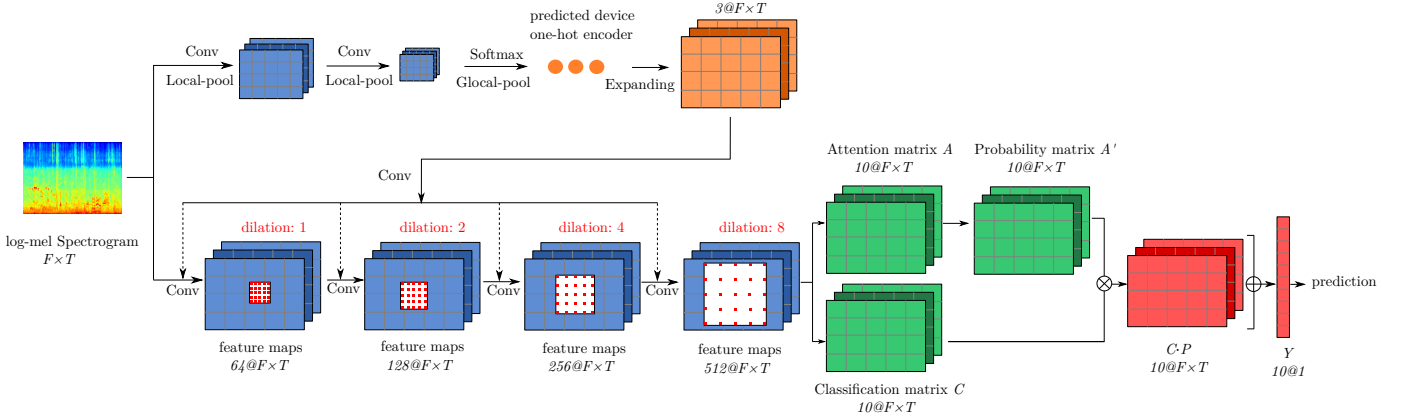 Conv
Local-pool
Conv
Local-pool
Softmax
Glocal-pool
predicted device
one-hot encoder
Expanding
3@F×T
log-mel Spectrogram
F×T
Conv
dilation: 1
dilation: 2
dilation: 4
dilation: 8
Conv
Conv
Conv
Conv
feature maps
64@F×T
feature maps
128@F×T
feature maps
256@F×T
feature maps
512@F×T
Attention matrix A
10@F×T
Probability matrix A'
10@F×T
Classification matrix C
10@F×T
C·P
10@F×T
Y
10@1
prediction